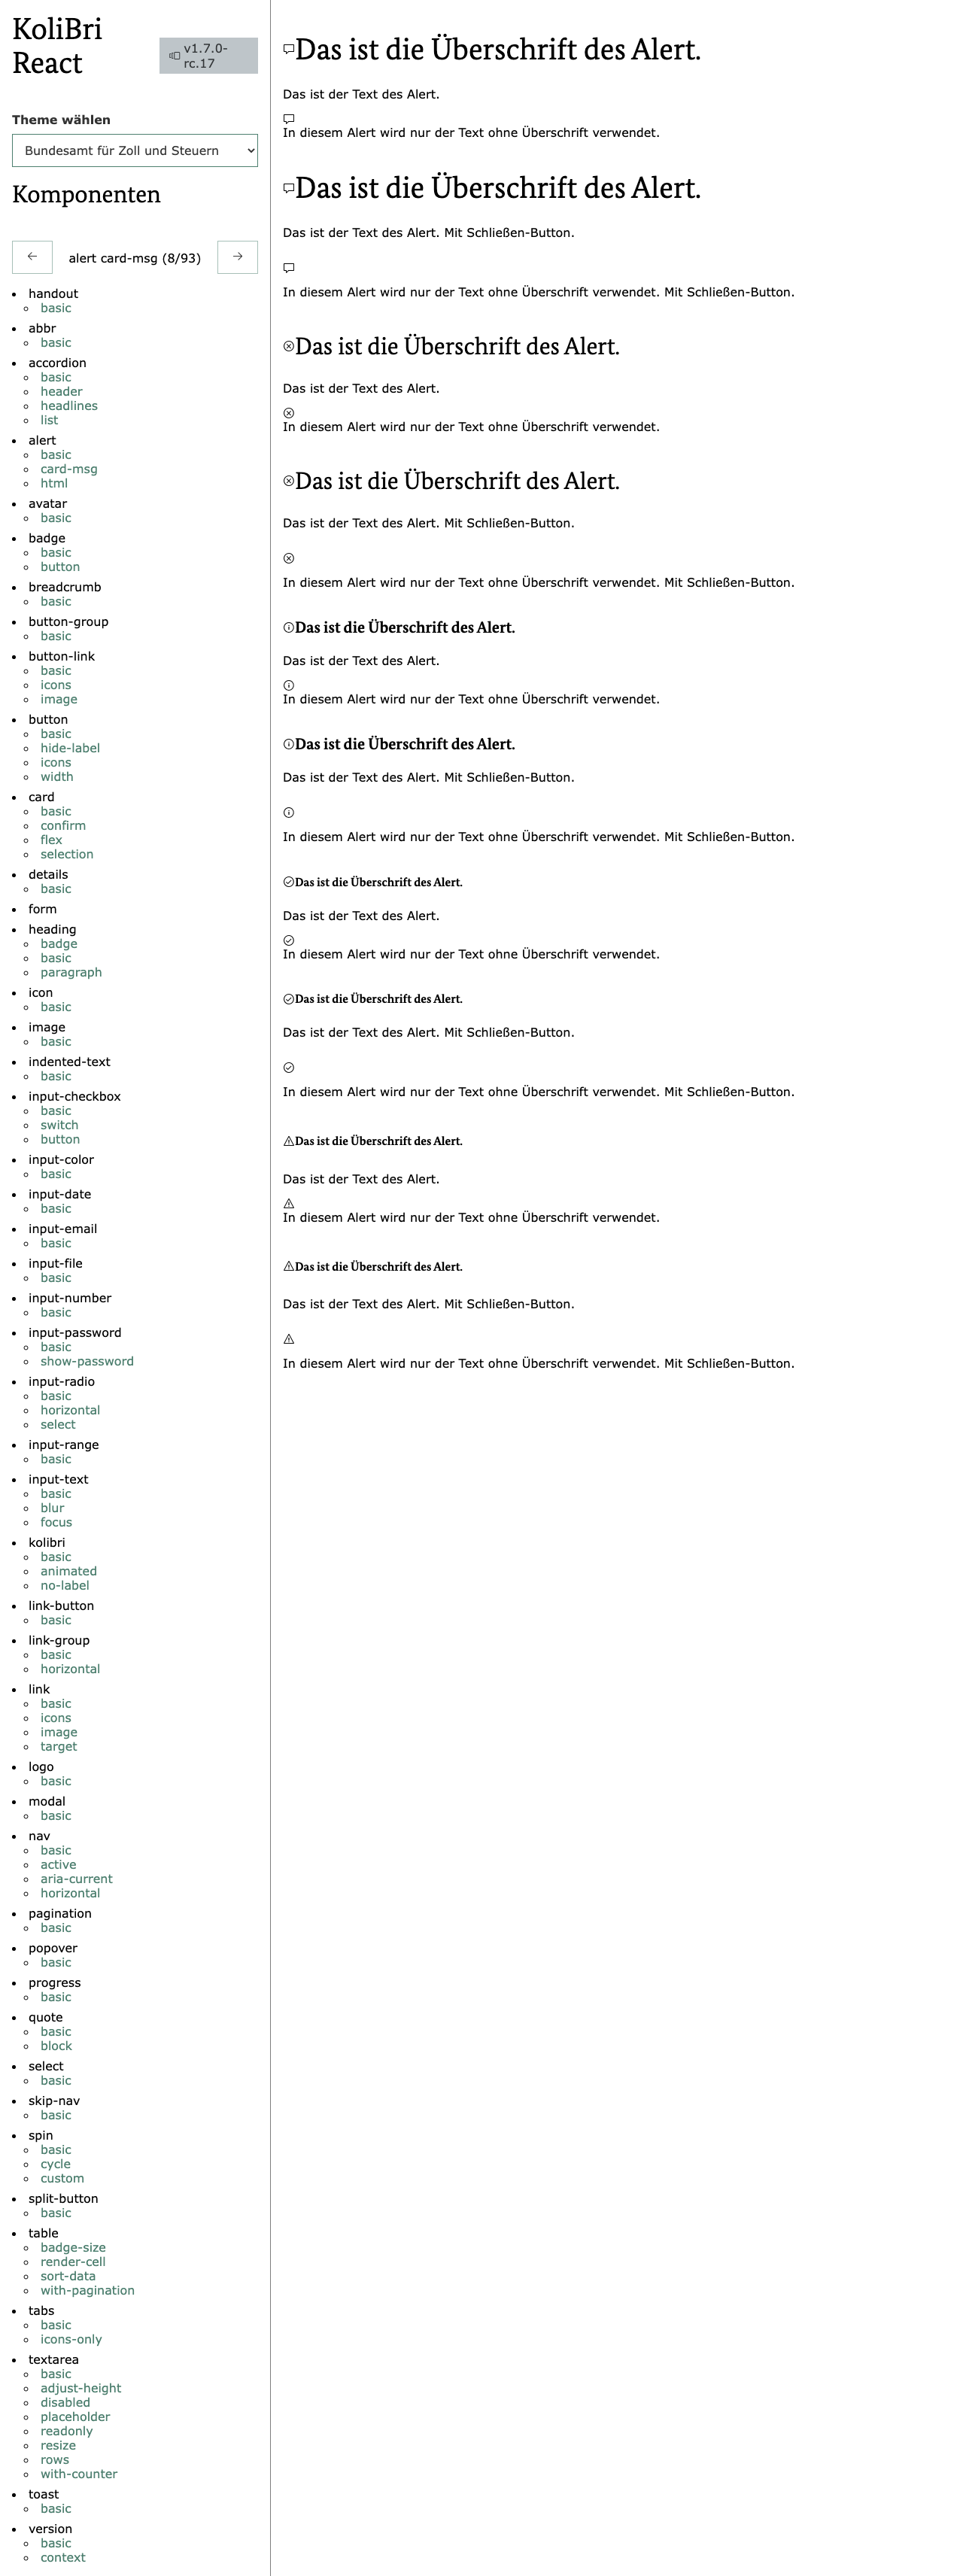 KoliBri
React
v1.7.0-
rc.17
Theme wählen
Bundesamt für Zoll und Steuern
Komponenten
← alert card-msg (8/93) →
handout
basic
abbr
basic
accordion
basic
header
headlines
list
alert
basic
card-msg
html
avatar
basic
badge
basic
button
breadcrumb
basic
button-group
basic
button-link
basic
icons
image
button
basic
hide-label
icons
width
card
basic
confirm
flex
selection
details
basic
form
heading
badge
basic
paragraph
icon
basic
image
basic
indented-text
basic
input-checkbox
basic
switch
button
input-color
basic
input-date
basic
input-email
basic
input-file
basic
input-number
basic
input-password
basic
show-password
input-radio
basic
horizontal
select
input-range
basic
input-text
basic
blur
focus
kolibri
basic
animated
no-label
link-button
basic
link-group
basic
horizontal
link
basic
icons
image
target
logo
basic
modal
basic
nav
basic
active
aria-current
horizontal
pagination
basic
popover
basic
progress
basic
quote
basic
block
select
basic
skip-nav
basic
spin
basic
cycle
custom
split-button
basic
table
badge-size
render-cell
sort-data
with-pagination
tabs
basic
icons-only
textarea
basic
adjust-height
disabled
placeholder
readonly
resize
rows
with-counter
toast
basic
version
basic
context
Das ist die Überschrift des Alert.
Das ist der Text des Alert.
In diesem Alert wird nur der Text ohne Überschrift verwendet.
Das ist die Überschrift des Alert.
Das ist der Text des Alert. Mit Schließen-Button.
In diesem Alert wird nur der Text ohne Überschrift verwendet. Mit Schließen-Button.
Das ist die Überschrift des Alert.
Das ist der Text des Alert.
In diesem Alert wird nur der Text ohne Überschrift verwendet.
Das ist die Überschrift des Alert.
Das ist der Text des Alert. Mit Schließen-Button.
In diesem Alert wird nur der Text ohne Überschrift verwendet. Mit Schließen-Button.
Das ist die Überschrift des Alert.
Das ist der Text des Alert.
In diesem Alert wird nur der Text ohne Überschrift verwendet.
Das ist die Überschrift des Alert.
Das ist der Text des Alert. Mit Schließen-Button.
In diesem Alert wird nur der Text ohne Überschrift verwendet. Mit Schließen-Button.
Das ist die Überschrift des Alert.
Das ist der Text des Alert.
In diesem Alert wird nur der Text ohne Überschrift verwendet.
Das ist die Überschrift des Alert.
Das ist der Text des Alert. Mit Schließen-Button.
In diesem Alert wird nur der Text ohne Überschrift verwendet. Mit Schließen-Button.
Das ist die Überschrift des Alert.
Das ist der Text des Alert.
In diesem Alert wird nur der Text ohne Überschrift verwendet.
Das ist die Überschrift des Alert.
Das ist der Text des Alert. Mit Schließen-Button.
In diesem Alert wird nur der Text ohne Überschrift verwendet. Mit Schließen-Button.